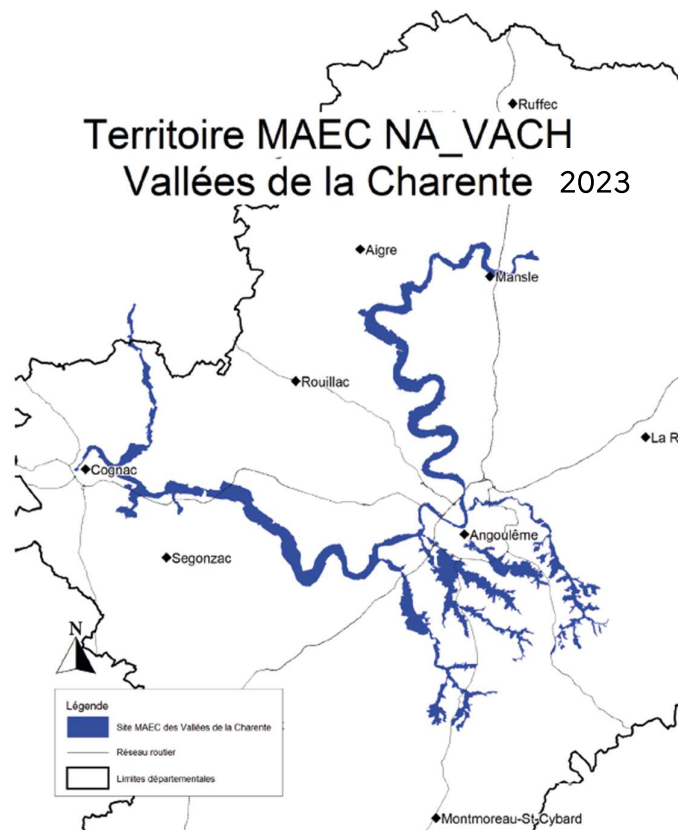 Ruffec
Territoire MAEC NA_VACH
Vallées de la Charente 2023
Aigre
Mansle
Rouillac
La R
Cognac
Angoulême
Segonzac
N
Légende
Site MAEC des Vallées de la Charente
Réseau routier
Limites départementales
Montmoreau-St-Cybard